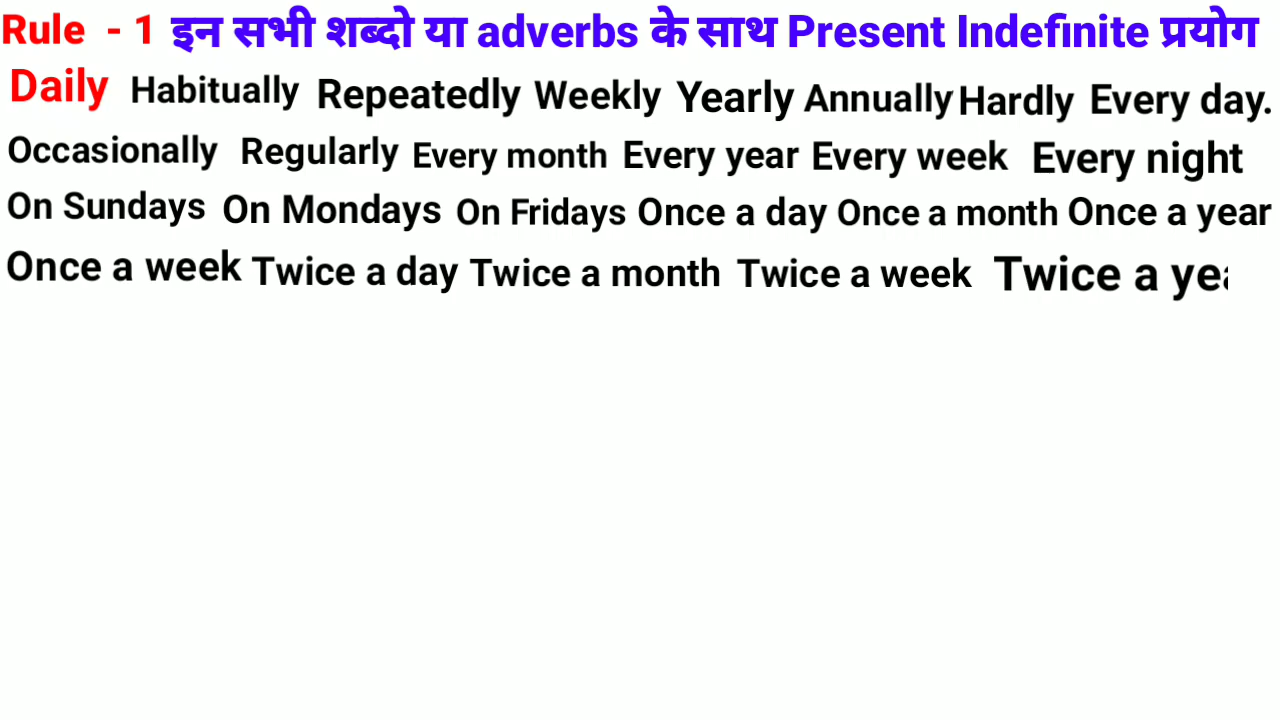 Rule - 1 इन सभी शब्दो या adverbs के साथ Present Indefinite प्रयोग
Daily Habitually Repeatedly Weekly Yearly Annually Hardly Every day.
Occasionally Regularly Every month Every year Every week Every night
On Sundays On Mondays On Fridays Once a day Once a month Once a year
Once a week Twice a day Twice a month Twice a week Twice a yea